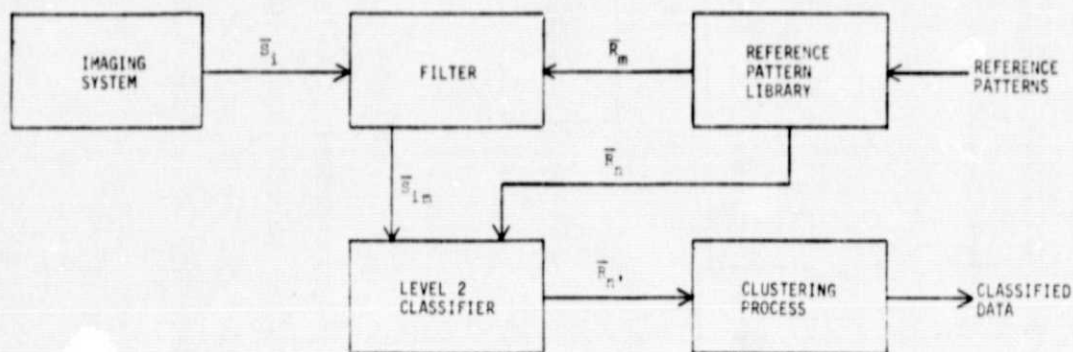 IMAGING
SYSTEM
S̅ᵢ
FILTER
R̅ₘ
REFERENCE
PATTERN
LIBRARY
REFERENCE
PATTERNS
S̅ᵢₘ
R̅ₙ
LEVEL 2
CLASSIFIER
R̅ₙ'
CLUSTERING
PROCESS
CLASSIFIED
DATA